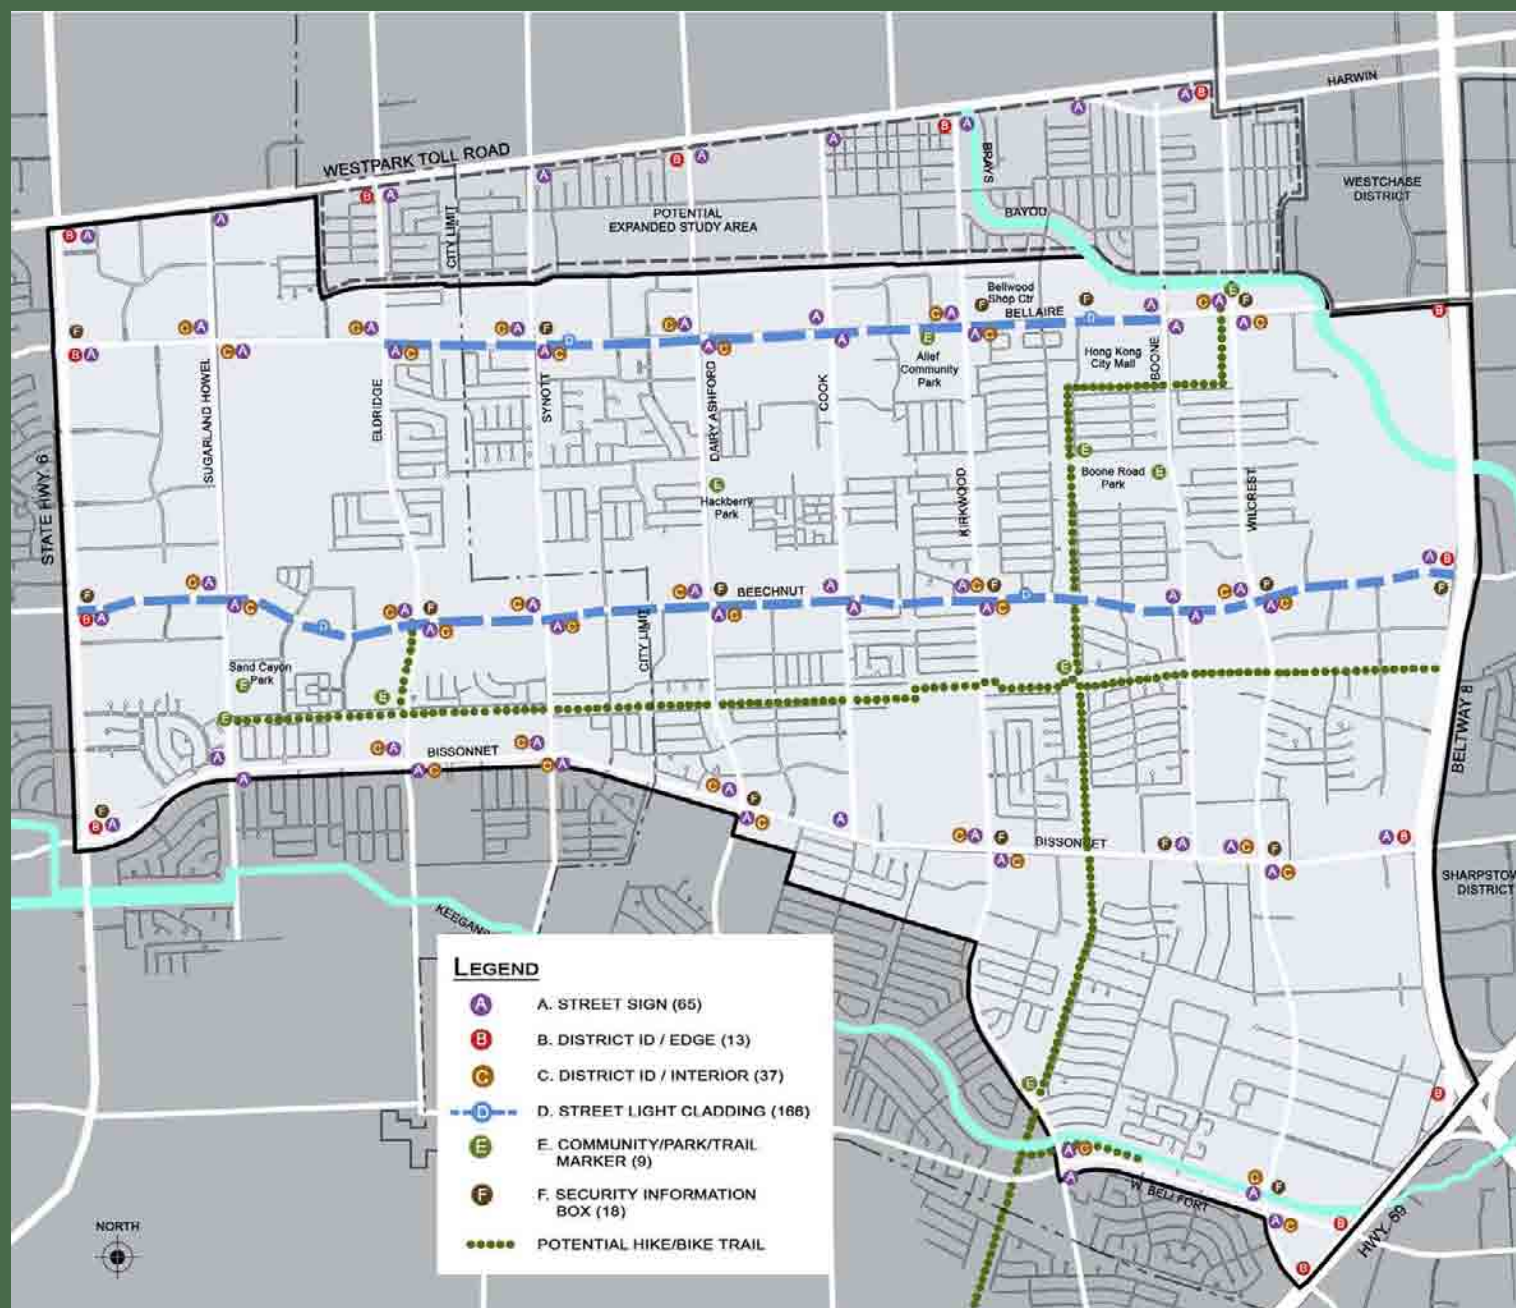 HARWIN
WESTPARK TOLL ROAD
BRAYS
BAYOU
WESTCHASE
DISTRICT
POTENTIAL
EXPANDED STUDY AREA
CITY LIMIT
Bellwood
Shop Ctr
BELLAIRE
Alief
Community
Park
Hong Kong
City Mall
BOONE
SUGARLAND HOWEL
ELDRIDGE
SYNOTT
DAIRY ASHFORD
COOK
KIRKWOOD
WILCREST
STATE HWY. 6
Hackberry
Park
Boone Road
Park
BEECHNUT
CITY LIMIT
Sand Cayon
Park
BISSONNET
BISSONNET
BELTWAY 8
SHARPSTOW
DISTRICT
KEEGANS
W. BELLFORT
HWY. 59
LEGEND
A A. STREET SIGN (65)
B B. DISTRICT ID / EDGE (13)
C C. DISTRICT ID / INTERIOR (37)
D D. STREET LIGHT CLADDING (166)
E E. COMMUNITY/PARK/TRAIL
MARKER (9)
F F. SECURITY INFORMATION
BOX (18)
POTENTIAL HIKE/BIKE TRAIL
NORTH